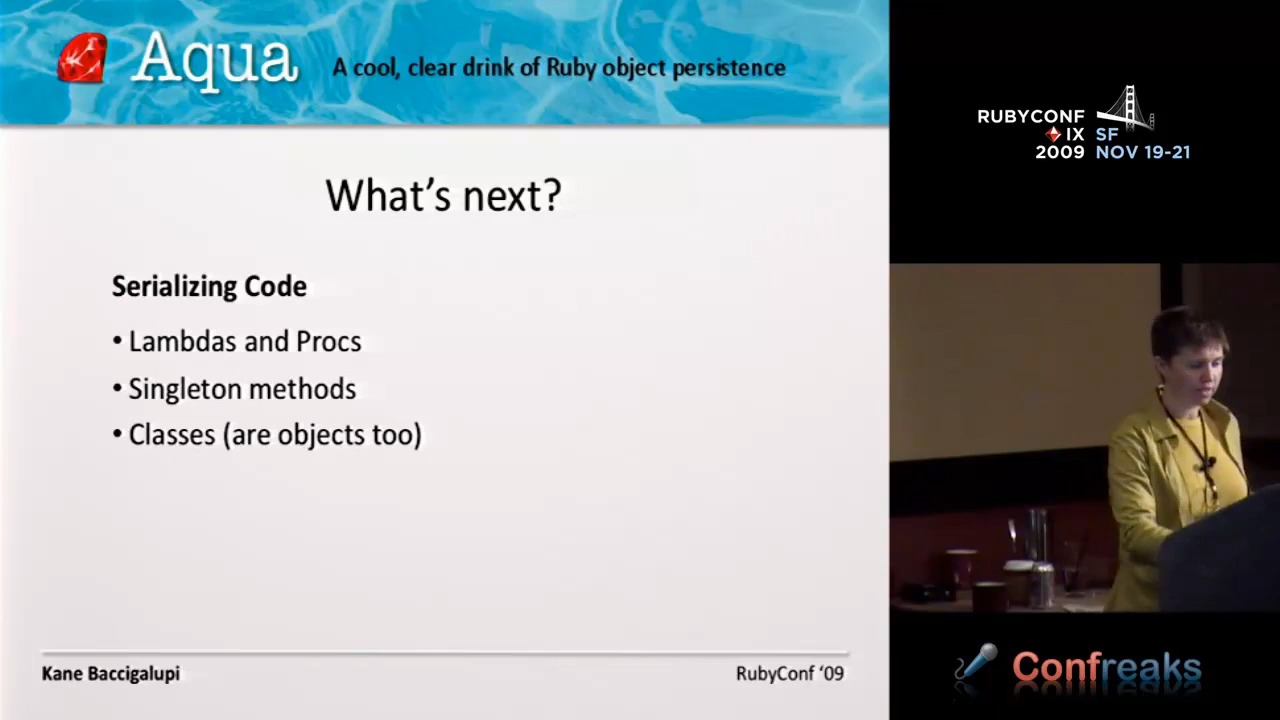 Aqua
A cool, clear drink of Ruby object persistence
What's next?
Serializing Code
• Lambdas and Procs
• Singleton methods
• Classes (are objects too)
Kane Baccigalupi
RubyConf '09
RUBYCONF
IX SF
2009 NOV 19-21
Confreaks